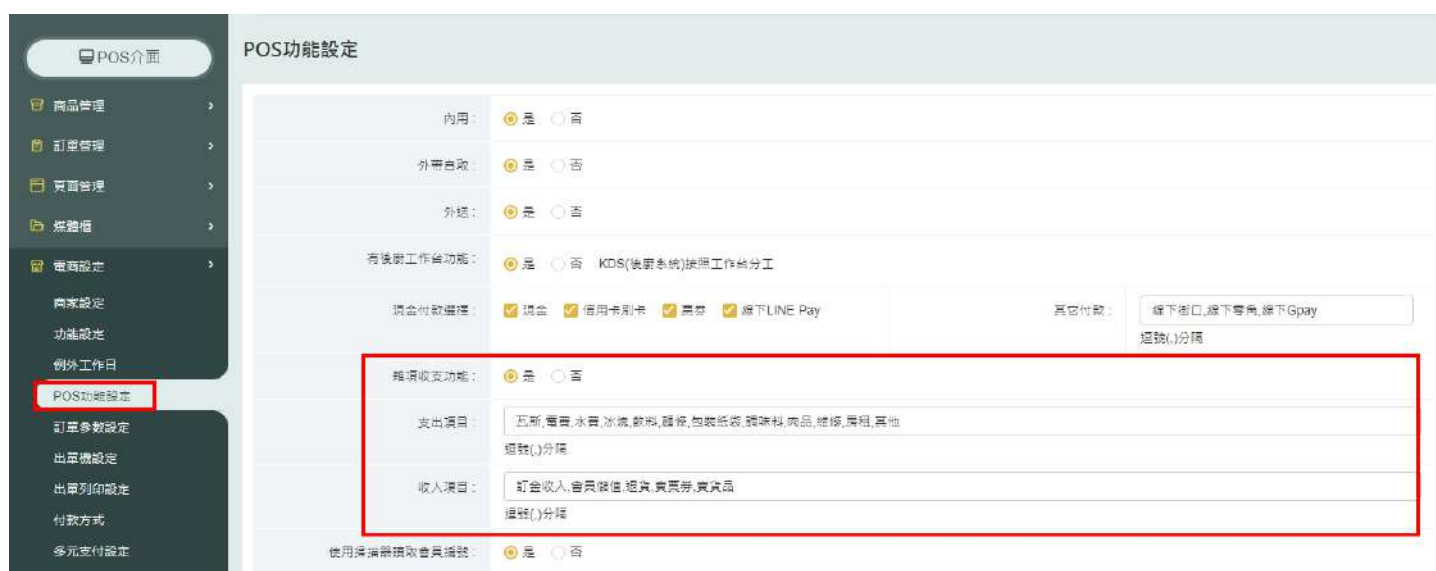 POS介面
商品管理
訂單管理
頁面管理
媒體櫃
電商設定
商家設定
功能設定
例外工作日
POS功能設定
訂單參數設定
出單機設定
出單列印設定
付款方式
多元支付設定
POS功能設定
內用: 是 否
外帶自取: 是 否
外送: 是 否
有後廚工作台功能: 是 否 KDS(後廚系統)按照工作台分工
現金付款選擇: 現金 信用卡刷卡 票券 線下LINE Pay 其它付款: 線下街口,線下零角,線下Gpay
逗號(,)分隔
雜項收支功能: 是 否
支出項目: 瓦斯,電費,水費,冰塊,飲料,麵條,包裝紙袋,調味料,肉品,維修,房租,其他
逗號(,)分隔
收入項目: 訂金收入,會員儲值,退貨,賣票券,賣貨品
逗號(,)分隔
使用掃描器讀取會員編號: 是 否